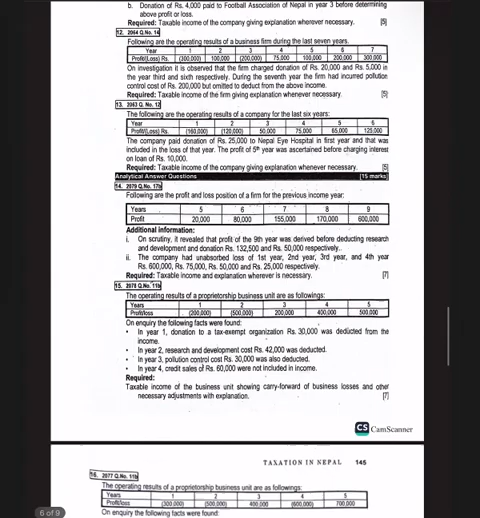 b. Donation of Rs. 4,000 paid to Football Association of Nepal in year 3 before determining
above profit or loss.
Required: Taxable income of the company giving explanation wherever necessary. [5]
12. 2064 Q.No. 14
Following are the operating results of a business firm during the last seven years.
Year 1 2 3 4 5 6 7
Profit/(Loss) Rs. (300,000) 100,000 (200,000) 75,000 100,000 200,000 300,000
On investigation it is observed that the firm charged donation of Rs. 20,000 and Rs. 5,000 in
the year third and sixth respectively. During the seventh year the firm had incurred pollution
control cost of Rs. 200,000 but omitted to deduct from the above income.
Required: Taxable Income of the firm giving explanation whenever necessary. [5]
13. 2063 Q.No. 12
The following are the operating results of a company for the last six years:
Year 1 2 3 4 5 6
Profit/(Loss) Rs. (160,000) (120,000) 50,000 75,000 65,000 125,000
The company paid donation of Rs. 25,000 to Nepal Eye Hospital in first year and that was
included in the loss of that year. The profit of 5th year was ascertained before charging interest
on loan of Rs. 10,000.
Required: Taxable income of the company giving explanation whenever necessary. [5]
Analytical Answer Questions [15 marks]
14. 2079 Q.No. 17b
Following are the profit and loss position of a firm for the previous income year:
Years 5 6 7 8 9
Profit 20,000 80,000 155,000 170,000 600,000
Additional information:
i. On scrutiny, it revealed that profit of the 9th year was derived before deducting research
and development and donation Rs. 132,500 and Rs. 50,000 respectively.
ii. The company had unabsorbed loss of 1st year, 2nd year, 3rd year, and 4th year
Rs. 600,000, Rs. 75,000, Rs. 50,000 and Rs. 25,000 respectively.
Required: Taxable income and explanation wherever is necessary. [7]
15. 2078 Q.No. 11b
The operating results of a proprietorship business unit are as followings:
Years 1 2 3 4 5
Profit/loss (200,000) (500,000) 200,000 400,000 500,000
On enquiry the following facts were found:
• In year 1, donation to a tax-exempt organization Rs. 30,000 was deducted from the
income.
• In year 2, research and development cost Rs. 42,000 was deducted.
• In year 3, pollution control cost Rs. 30,000 was also deducted.
• In year 4, credit sales of Rs. 60,000 were not included in income.
Required:
Taxable income of the business unit showing carry-forward of business losses and other
necessary adjustments with explanation. [7]
CS CamScanner
TAXATION IN NEPAL 145
16. 2077 Q.No. 11b
The operating results of a proprietorship business unit are as followings:
Years 1 2 3 4 5
Profit/loss (300,000) (500,000) 400,000 (600,000) 700,000
6 of 9
On enquiry the following facts were found: